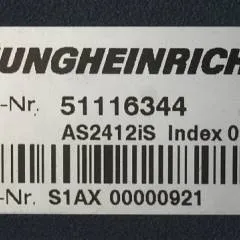 JUNGHEINRICH
-Nr. 51116344
AS2412iS Index 0
-Nr. S1AX 00000921